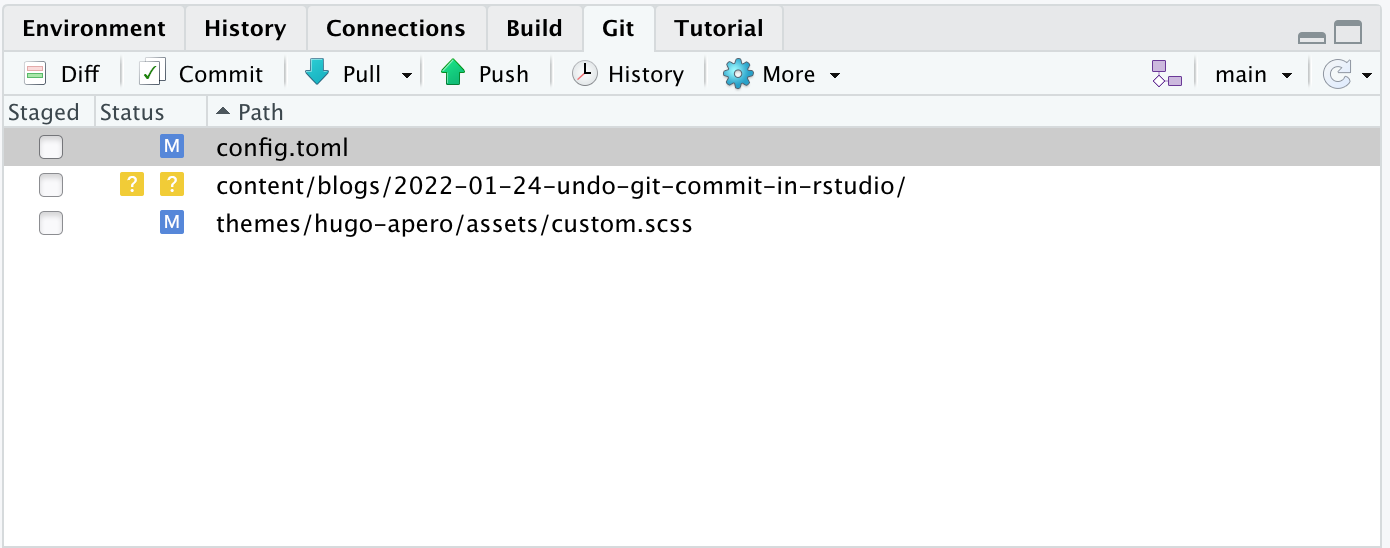 Environment History Connections Build Git Tutorial
Diff Commit Pull Push History More main
Staged Status Path
M config.toml
? ? content/blogs/2022-01-24-undo-git-commit-in-rstudio/
M themes/hugo-apero/assets/custom.scss